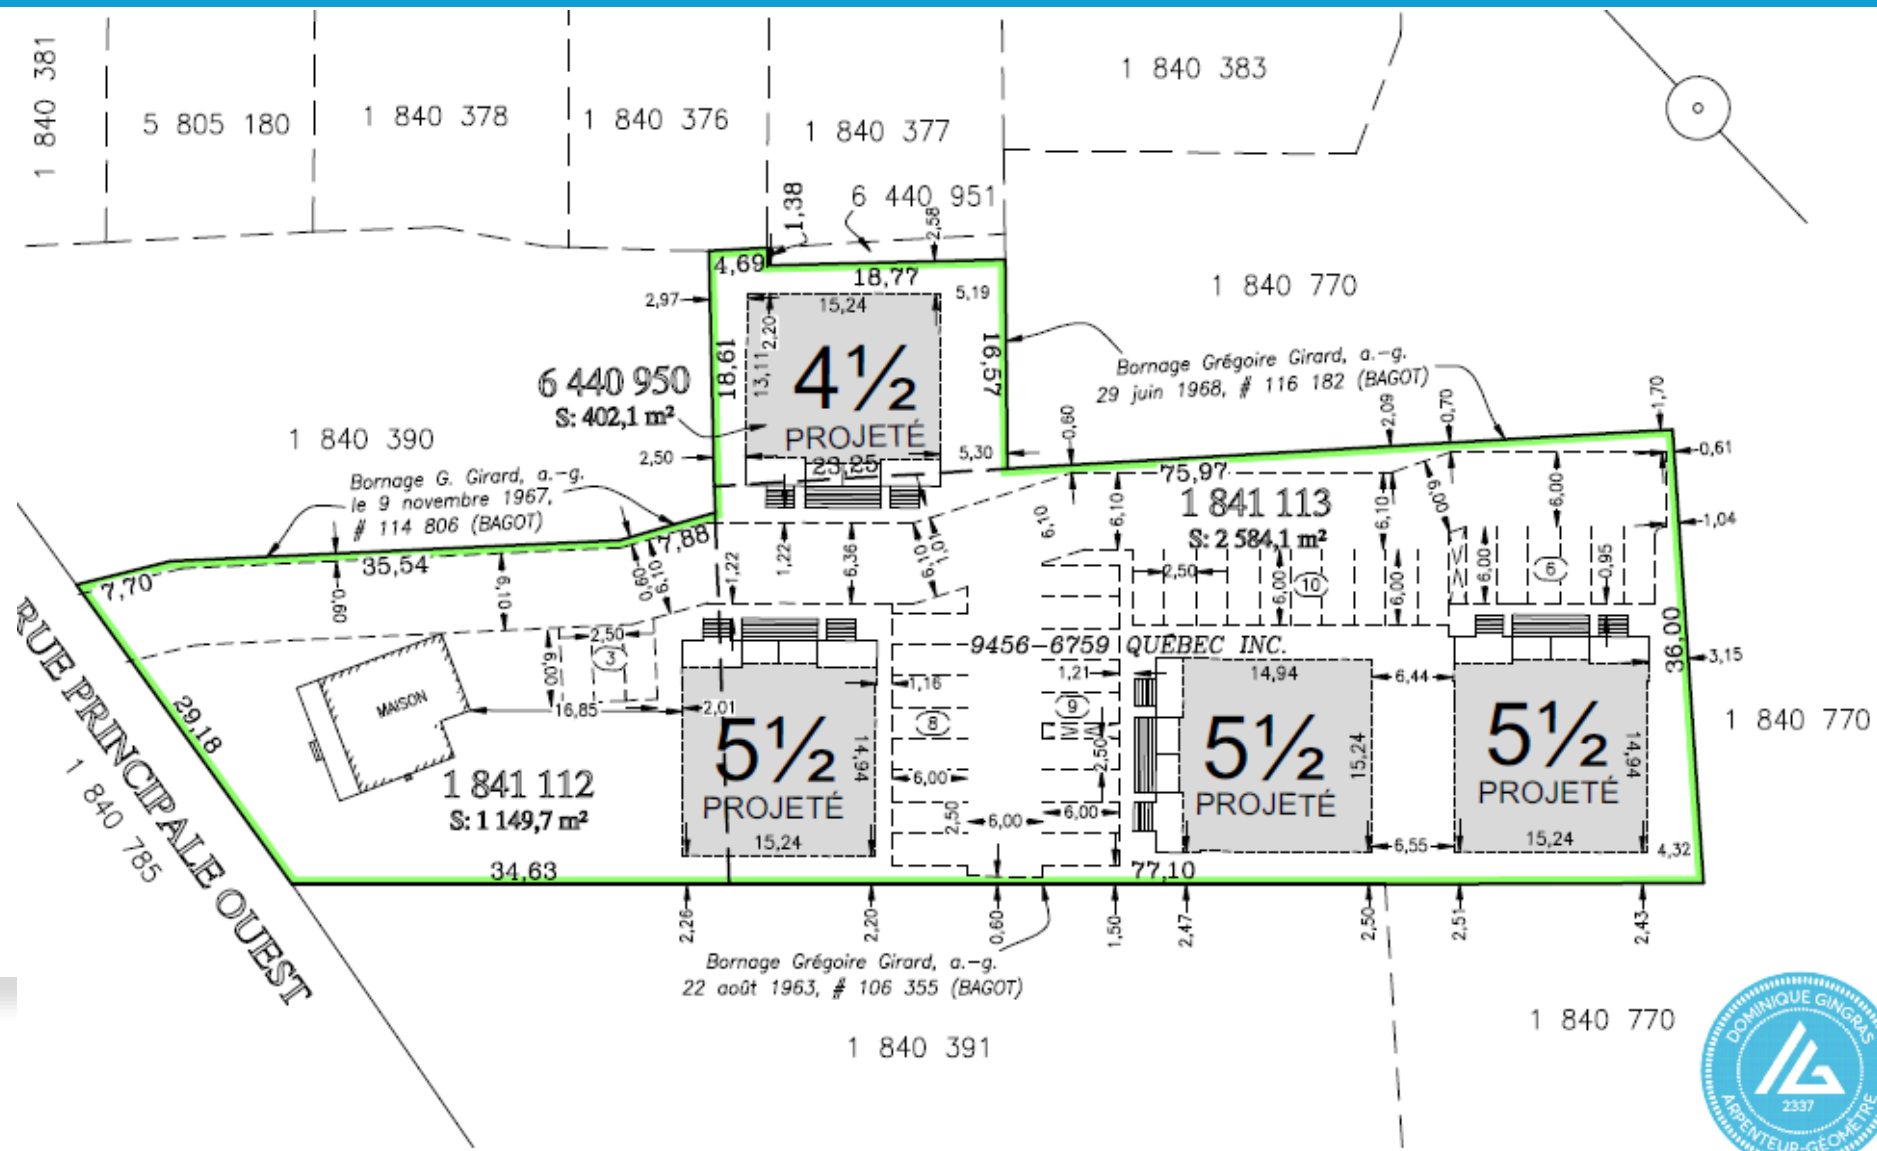 1 840 381
5 805 180
1 840 378
1 840 376
1 840 377
1 840 383
6 440 951
1,38
2,58
4,69
18,77
1 840 770
2,97
15,24
5,19
2,20
13,11
18,61
16,57
4½
PROJETÉ
6 440 950
S: 402,1 m²
Bornage Grégoire Girard, a.-g.
29 juin 1968, # 116 182 (BAGOT)
1 840 390
2,50
23,25
5,30
0,60
2,09
0,70
1,70
0,61
Bornage G. Girard, a.-g.
le 9 novembre 1967,
# 114 806 (BAGOT)
75,97
1 841 113
S: 2 584,1 m²
6,10
6,10
6,10
6,00
6,00
1,04
7,88
7,70
35,54
0,60
6,10
0,60
6,10
1,22
1,22
6,36
6,10
1,01
2,50
10
6,00
6,00
6,00
6
0,95
36,00
RUE PRINCIPALE OUEST
2,50
3
6,00
MAISON
16,85
2,01
1,16
9456-6759 QUÉBEC INC.
1,21
14,94
6,44
3,15
29,18
8
9
1 840 770
5½
PROJETÉ
14,94
15,24
2,50
5½
PROJETÉ
15,24
5½
PROJETÉ
14,94
15,24
1 841 112
S: 1 149,7 m²
1 840 785
6,00
2,50
6,00
6,00
6,55
4,32
34,63
77,10
2,26
2,20
0,60
1,50
2,47
2,50
2,51
2,43
Bornage Grégoire Girard, a.-g.
22 août 1963, # 106 355 (BAGOT)
1 840 391
1 840 770
DOMINIQUE GINGRAS
2337
ARPENTEUR-GÉOMÈTRE